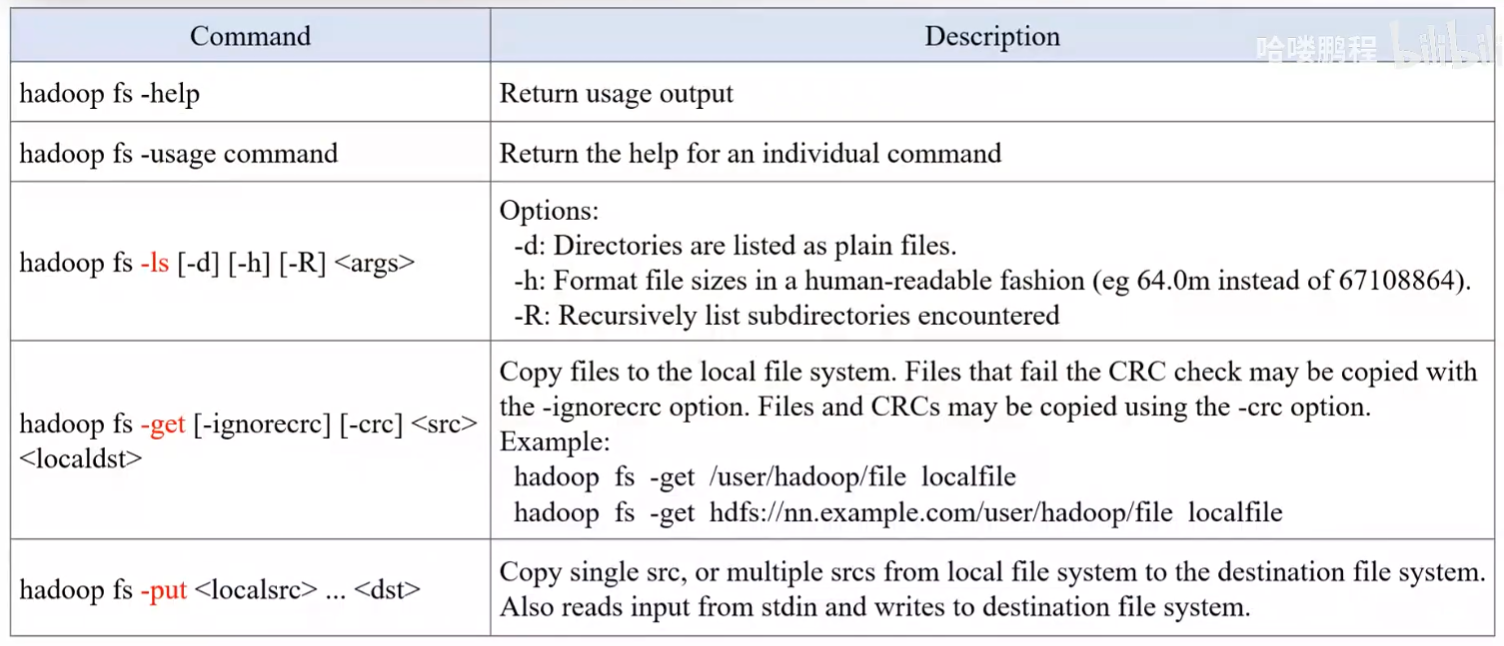 Command
Description
哈喽鹏程 bilibili
hadoop fs -help
Return usage output
hadoop fs -usage command
Return the help for an individual command
hadoop fs -ls [-d] [-h] [-R] <args>
Options:
-d: Directories are listed as plain files.
-h: Format file sizes in a human-readable fashion (eg 64.0m instead of 67108864).
-R: Recursively list subdirectories encountered
hadoop fs -get [-ignorecrc] [-crc] <src>
<localdst>
Copy files to the local file system. Files that fail the CRC check may be copied with
the -ignorecrc option. Files and CRCs may be copied using the -crc option.
Example:
hadoop fs -get /user/hadoop/file localfile
hadoop fs -get hdfs://nn.example.com/user/hadoop/file localfile
hadoop fs -put <localsrc> ... <dst>
Copy single src, or multiple srcs from local file system to the destination file system.
Also reads input from stdin and writes to destination file system.